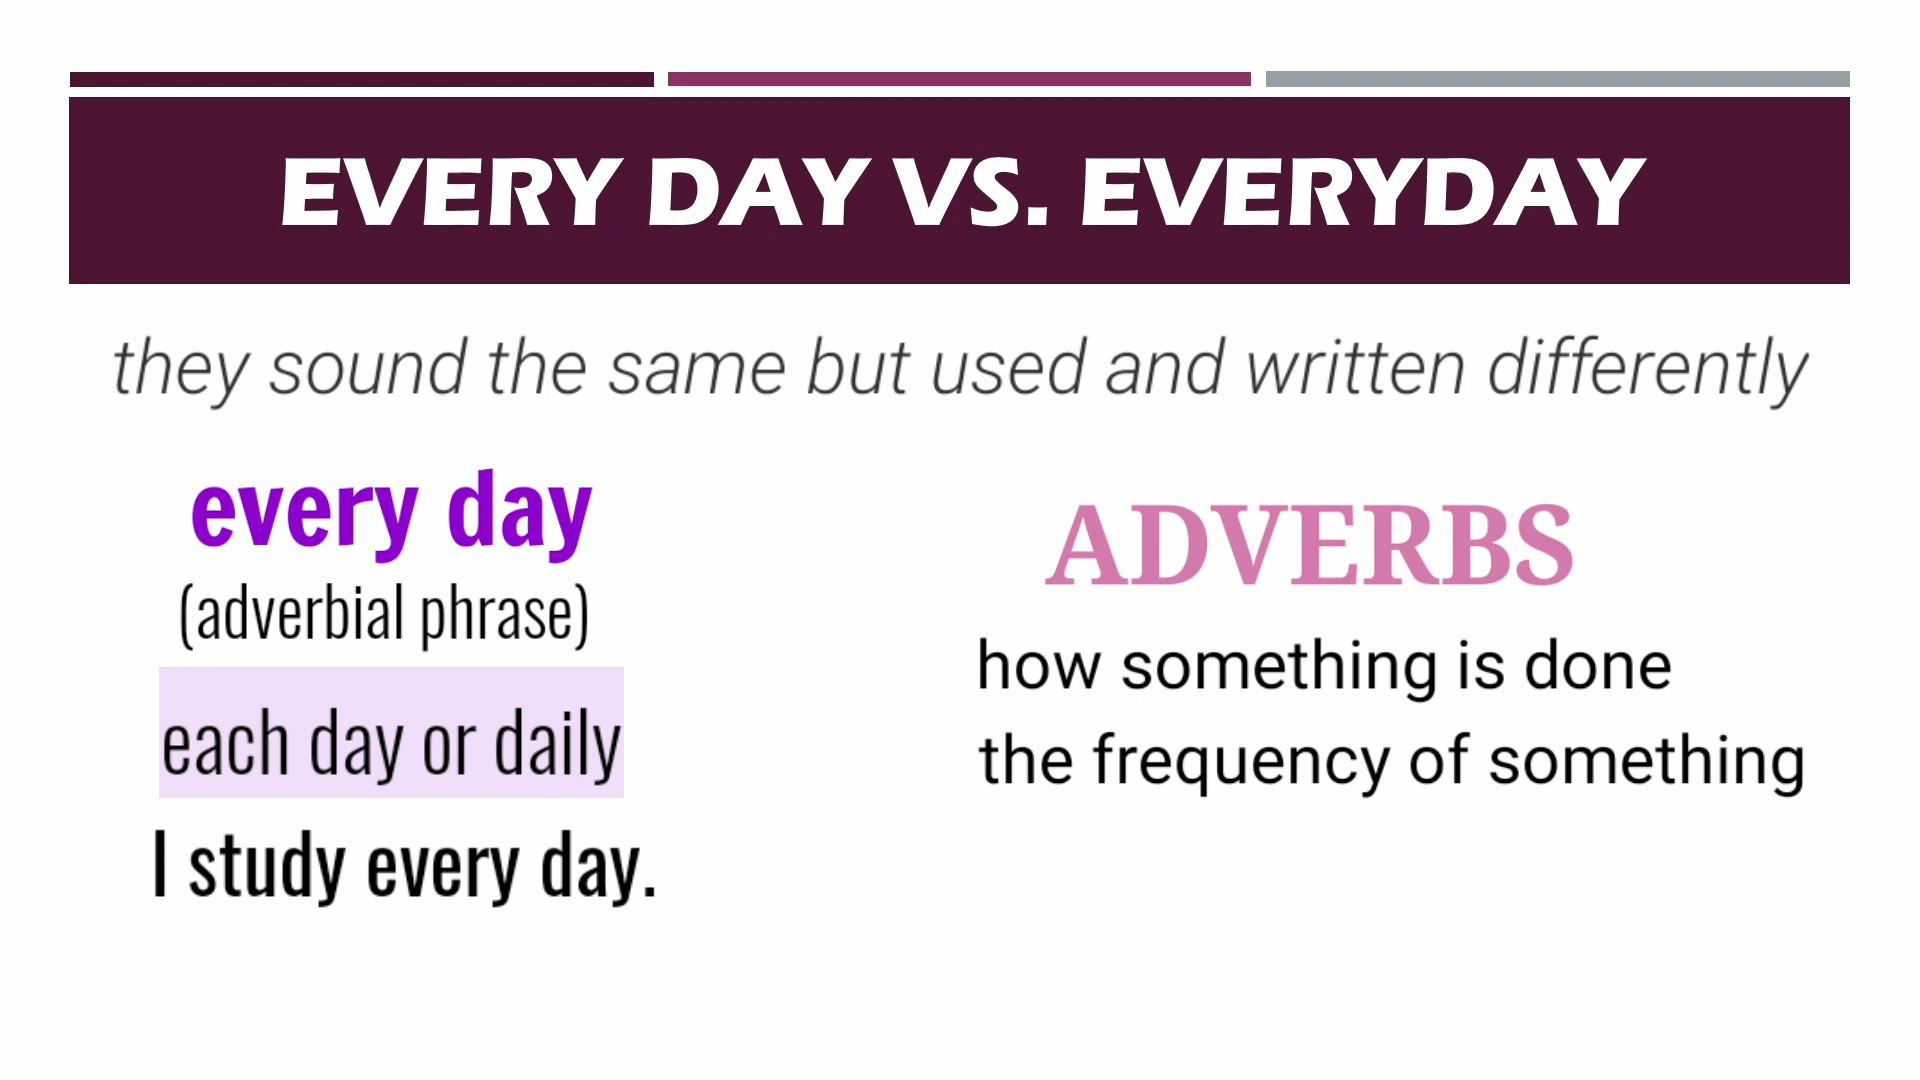 EVERY DAY VS. EVERYDAY
they sound the same but used and written differently
every day
(adverbial phrase)
each day or daily
I study every day.
ADVERBS
how something is done
the frequency of something